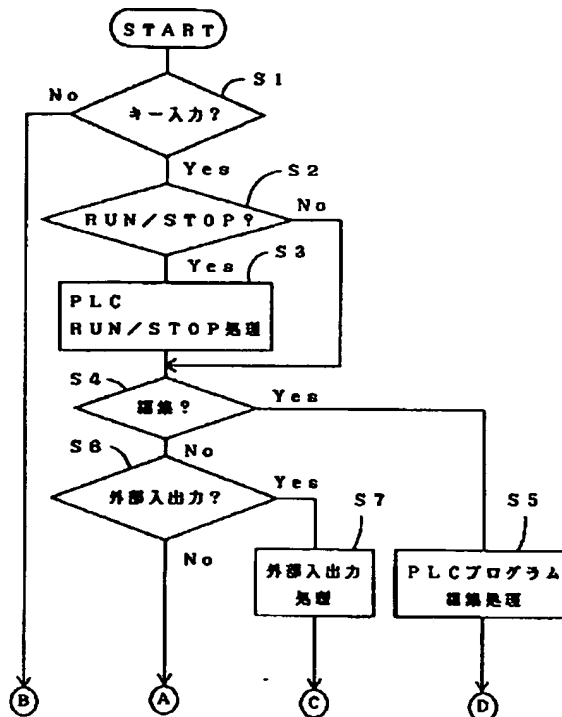 START
S1
No
キー入力?
Yes
S2
RUN/STOP?
No
Yes
S3
PLC
RUN/STOP処理
S4
編集?
Yes
S6
No
外部入出力?
Yes
No
S7
S5
外部入出力
処理
PLCプログラム
編集処理
B
A
C
D